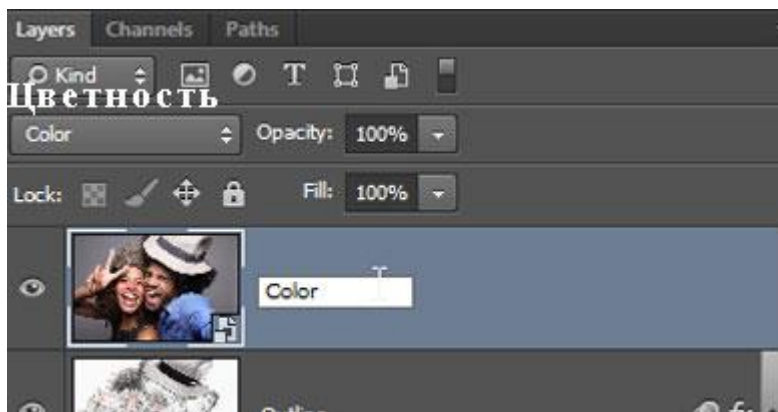 Layers Channels Paths
Kind T
Цветность
Color Opacity: 100%
Lock: Fill: 100%
Color